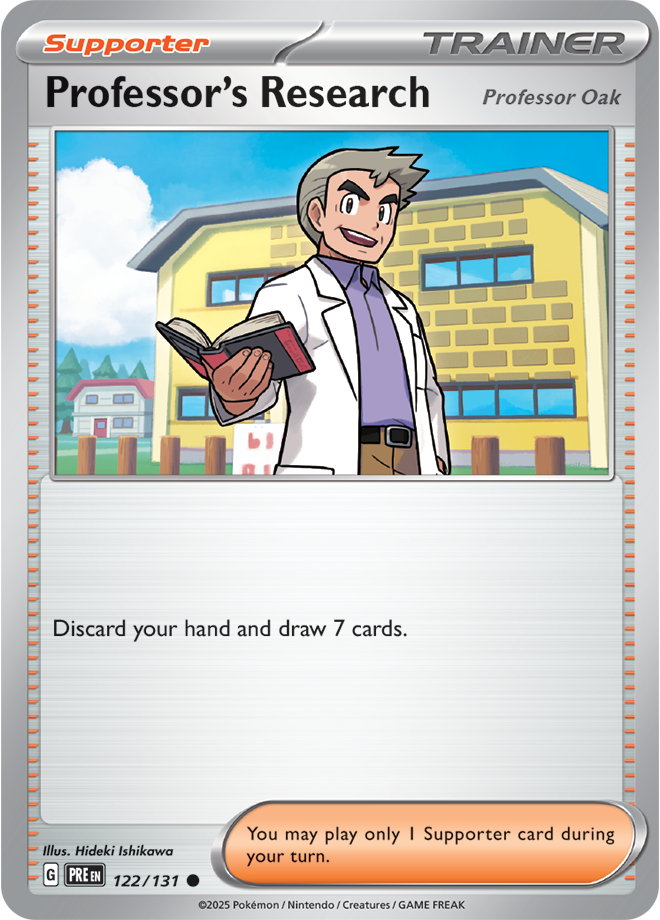 Supporter
TRAINER
Professor's Research
Professor Oak
Discard your hand and draw 7 cards.
You may play only 1 Supporter card during
your turn.
Illus. Hideki Ishikawa
G PRE EN 122/131 ●
©2025 Pokémon / Nintendo / Creatures / GAME FREAK